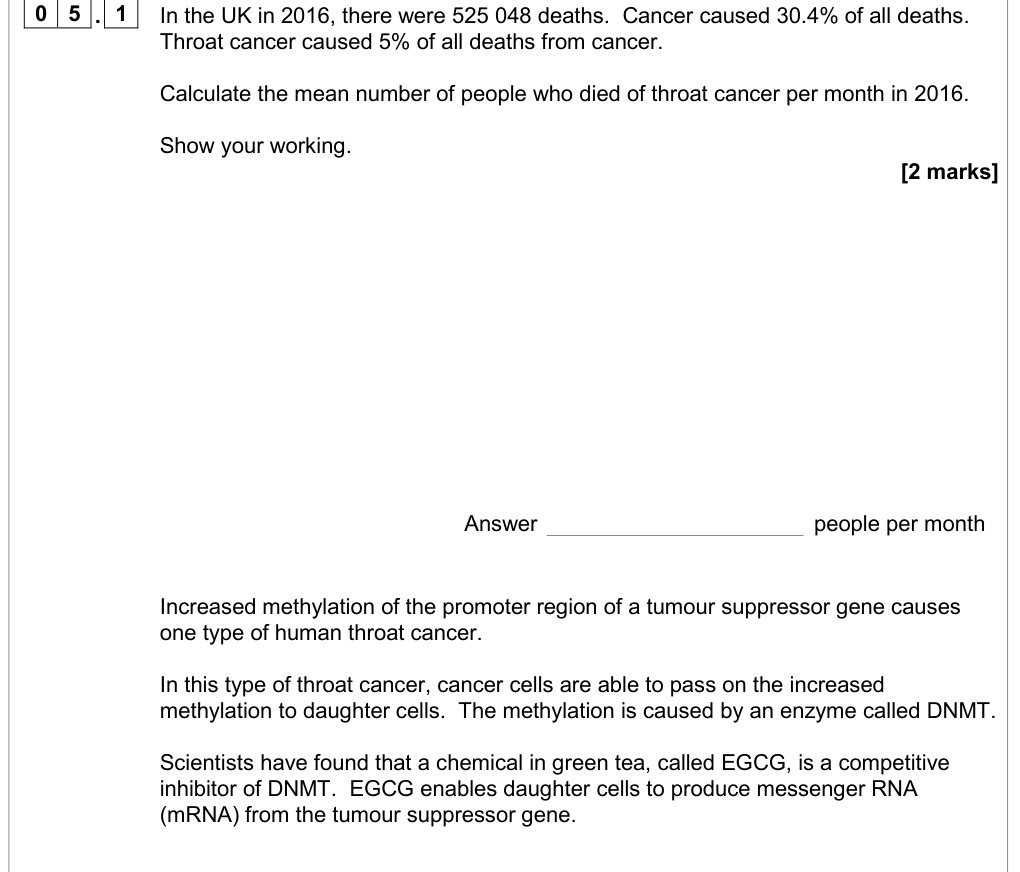 0 5 . 1 In the UK in 2016, there were 525 048 deaths. Cancer caused 30.4% of all deaths.
Throat cancer caused 5% of all deaths from cancer.
Calculate the mean number of people who died of throat cancer per month in 2016.
Show your working.
[2 marks]
Answer people per month
Increased methylation of the promoter region of a tumour suppressor gene causes
one type of human throat cancer.
In this type of throat cancer, cancer cells are able to pass on the increased
methylation to daughter cells. The methylation is caused by an enzyme called DNMT.
Scientists have found that a chemical in green tea, called EGCG, is a competitive
inhibitor of DNMT. EGCG enables daughter cells to produce messenger RNA
(mRNA) from the tumour suppressor gene.